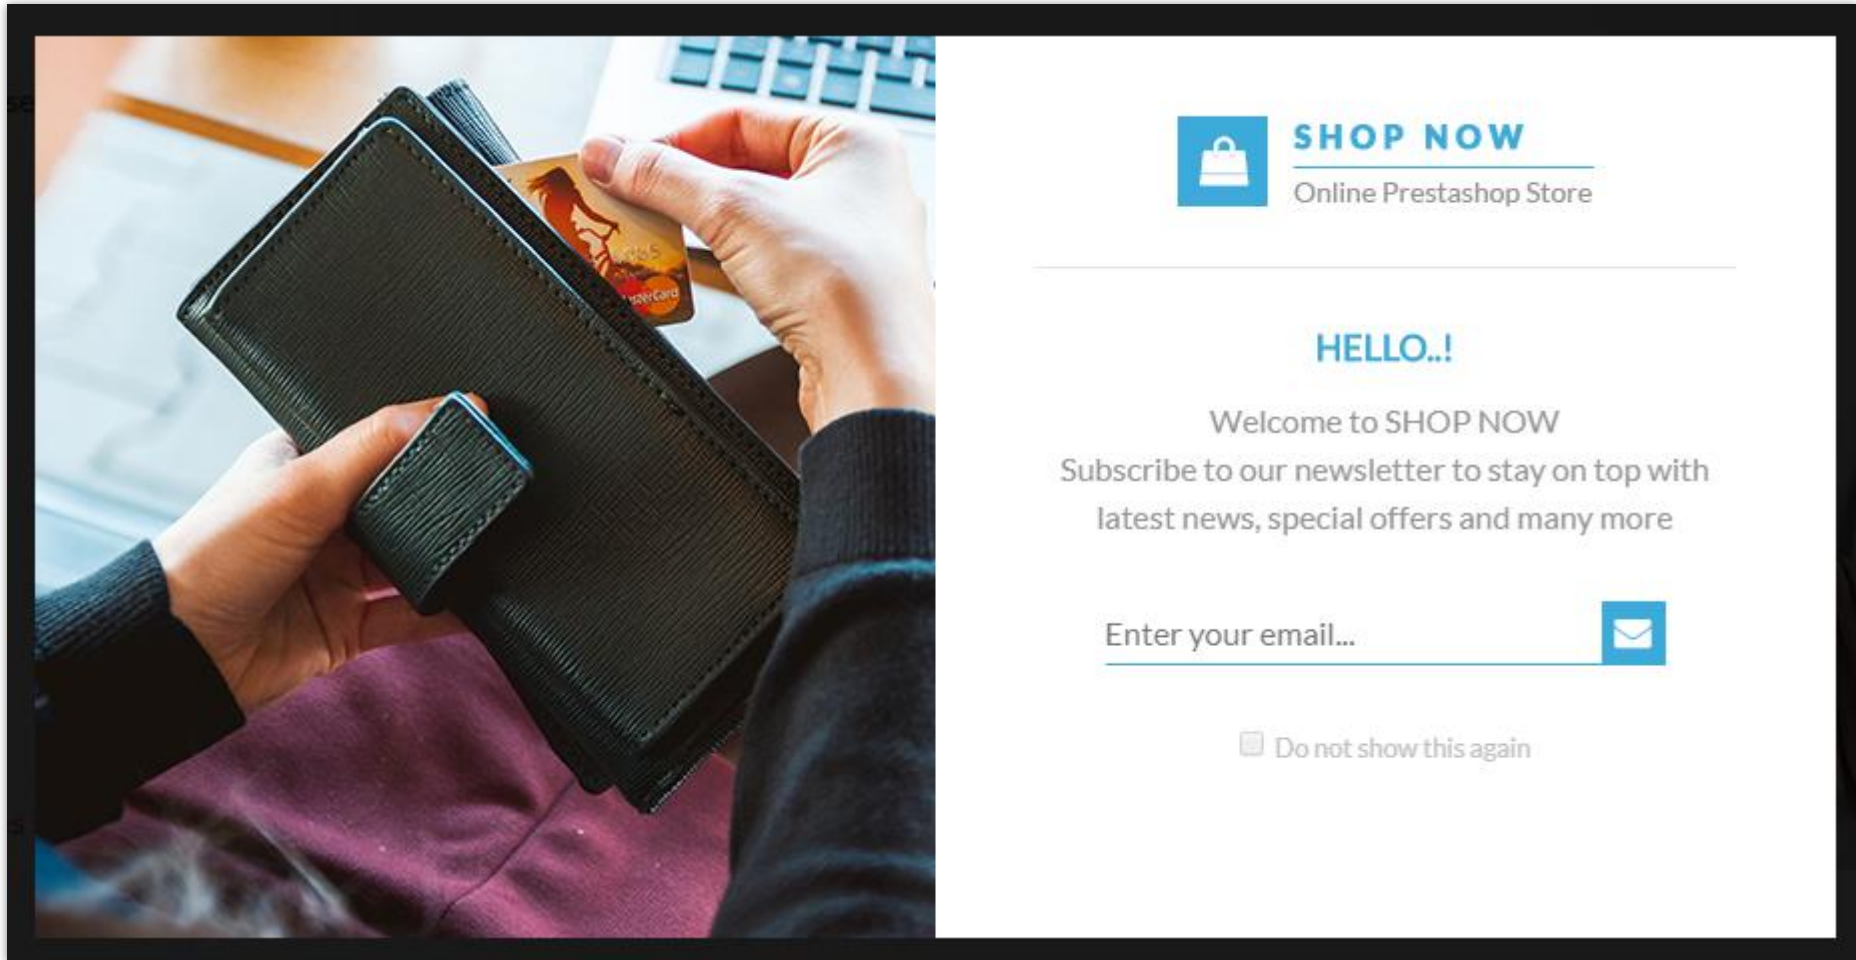 SHOP NOW
Online Prestashop Store
HELLO..!
Welcome to SHOP NOW
Subscribe to our newsletter to stay on top with
latest news, special offers and many more
Enter your email...
Do not show this again